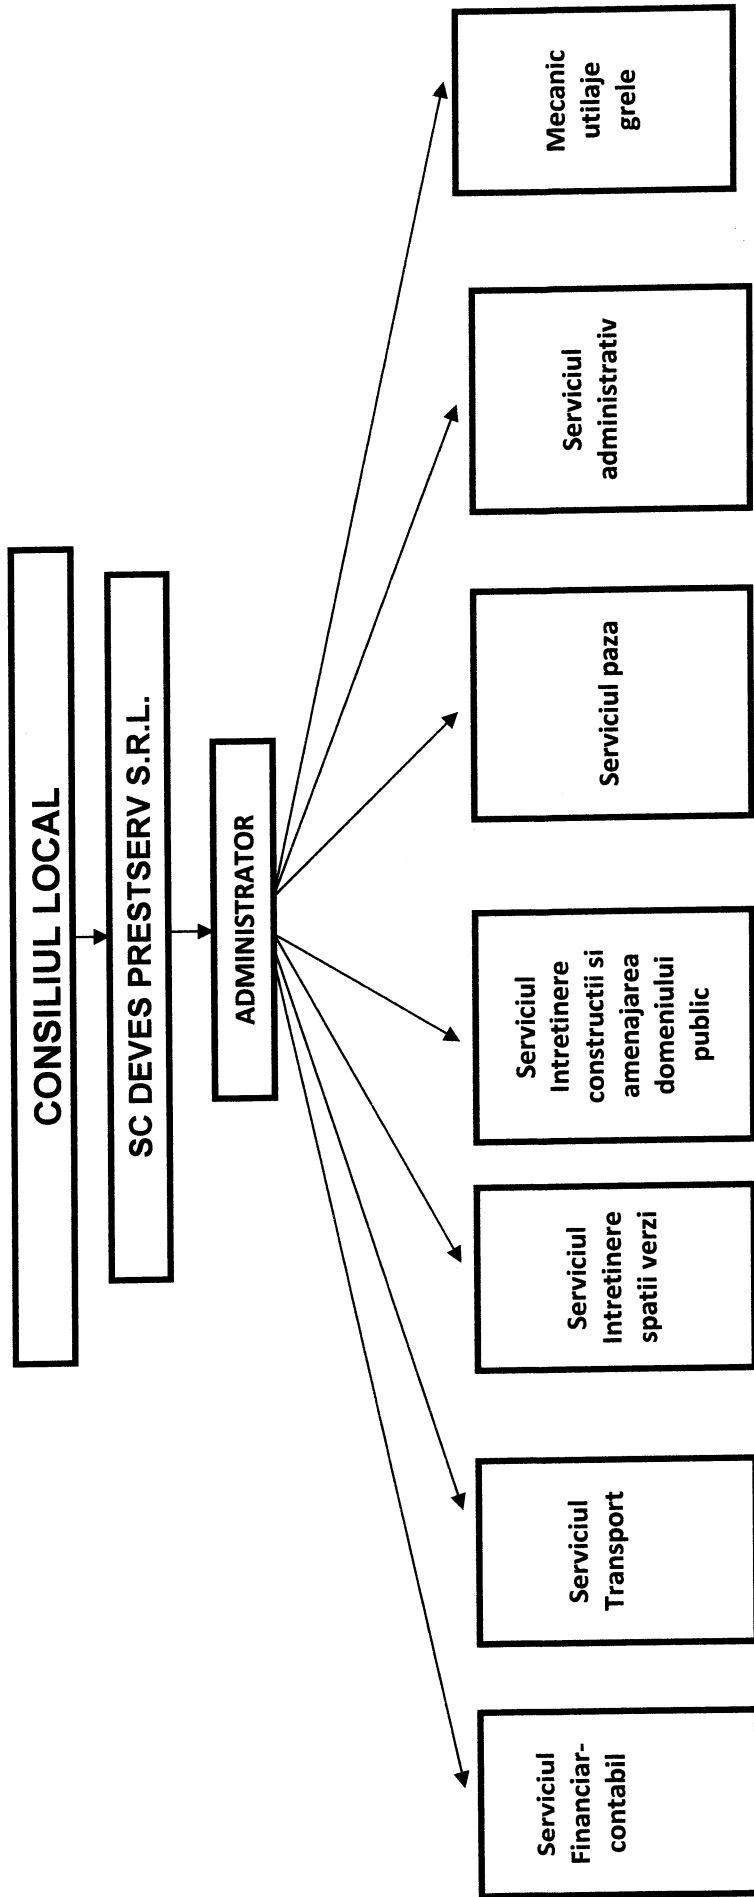 CONSILIUL LOCAL
SC DEVES PRESTSERV S.R.L.
ADMINISTRATOR
Serviciul
Financiar-
contabil
Serviciul
Transport
Serviciul
Intretinere
spatii verzi
Serviciul
Intretinere
constructii si
amenajarea
domeniului
public
Serviciul paza
Serviciul
administrativ
Mecanic
utilaje
grele